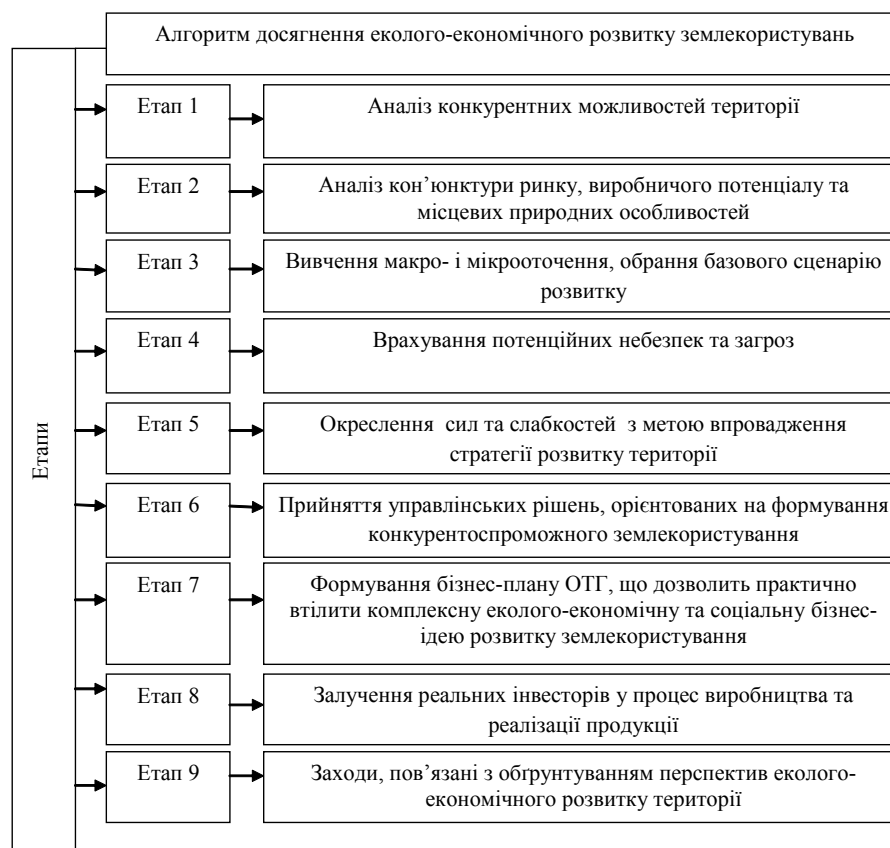 Алгоритм досягнення еколого-економічного розвитку землекористувань
Етапи
Етап 1
Аналіз конкурентних можливостей території
Етап 2
Аналіз кон’юнктури ринку, виробничого потенціалу та
місцевих природних особливостей
Етап 3
Вивчення макро- і мікрооточення, обрання базового сценарію
розвитку
Етап 4
Врахування потенційних небезпек та загроз
Етап 5
Окреслення сил та слабкостей з метою впровадження
стратегії розвитку території
Етап 6
Прийняття управлінських рішень, орієнтованих на формування
конкурентоспроможного землекористування
Етап 7
Формування бізнес-плану ОТГ, що дозволить практично
втілити комплексну еколого-економічну та соціальну бізнес-
ідею розвитку землекористування
Етап 8
Залучення реальних інвесторів у процес виробництва та
реалізації продукції
Етап 9
Заходи, пов’язані з обґрунтуванням перспектив еколого-
економічного розвитку території